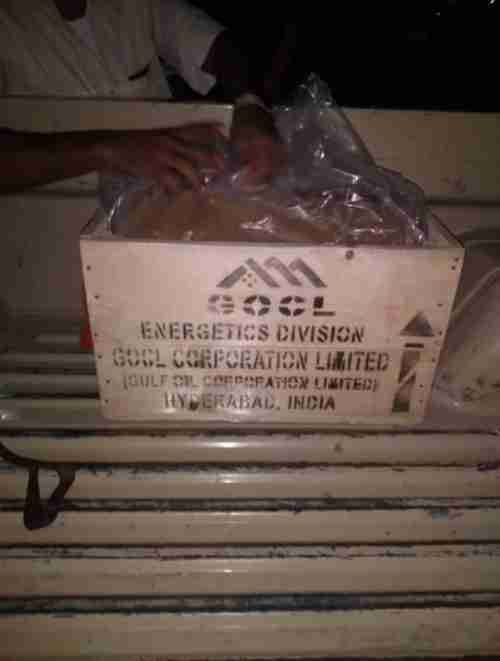 GOCL
ENERGETICS DIVISION
GOCL CORPORATION LIMITED
(GULF OIL CORPORATION LIMITED)
HYDERABAD, INDIA